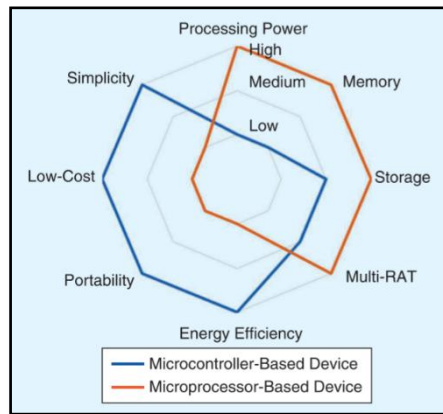 Processing Power
High
Simplicity
Medium
Memory
Low
Low-Cost
Storage
Portability
Multi-RAT
Energy Efficiency
Microcontroller-Based Device
Microprocessor-Based Device